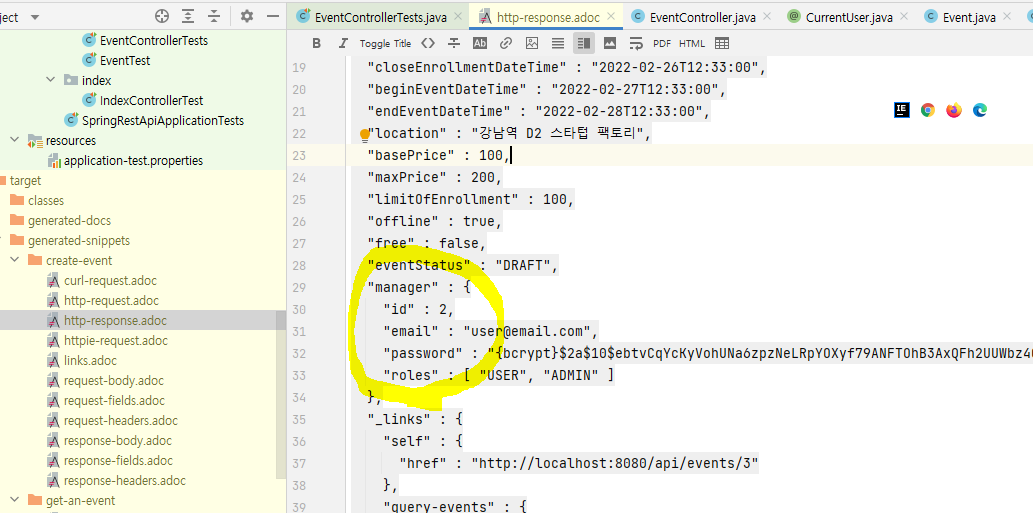 ject
EventControllerTests.java
http-response.adoc
EventController.java
CurrentUser.java
Event.java
B I Toggle Title Ab PDF HTML
EventControllerTests
EventTest
index
IndexControllerTest
SpringRestApiApplicationTests
resources
application-test.properties
target
classes
generated-docs
generated-snippets
create-event
curl-request.adoc
http-request.adoc
http-response.adoc
httpie-request.adoc
links.adoc
request-body.adoc
request-fields.adoc
request-headers.adoc
response-body.adoc
response-fields.adoc
response-headers.adoc
get-an-event
19 "closeEnrollmentDateTime" : "2022-02-26T12:33:00",
20 "beginEventDateTime" : "2022-02-27T12:33:00",
21 "endEventDateTime" : "2022-02-28T12:33:00",
22 "location" : "강남역 D2 스타텁 팩토리",
23 "basePrice" : 100,
24 "maxPrice" : 200,
25 "limitOfEnrollment" : 100,
26 "offline" : true,
27 "free" : false,
28 "eventStatus" : "DRAFT",
29 "manager" : {
30 "id" : 2,
31 "email" : "user@email.com",
32 "password" : "{bcrypt}$2a$10$ebtvCqYcKyVohUNa6zpzNeLRpYOXyf79ANFTOhB3AxQFh2UUWbz4
33 "roles" : [ "USER", "ADMIN" ]
34 },
35 "_links" : {
36 "self" : {
37 "href" : "http://localhost:8080/api/events/3"
38 },
39 "query-events" : {